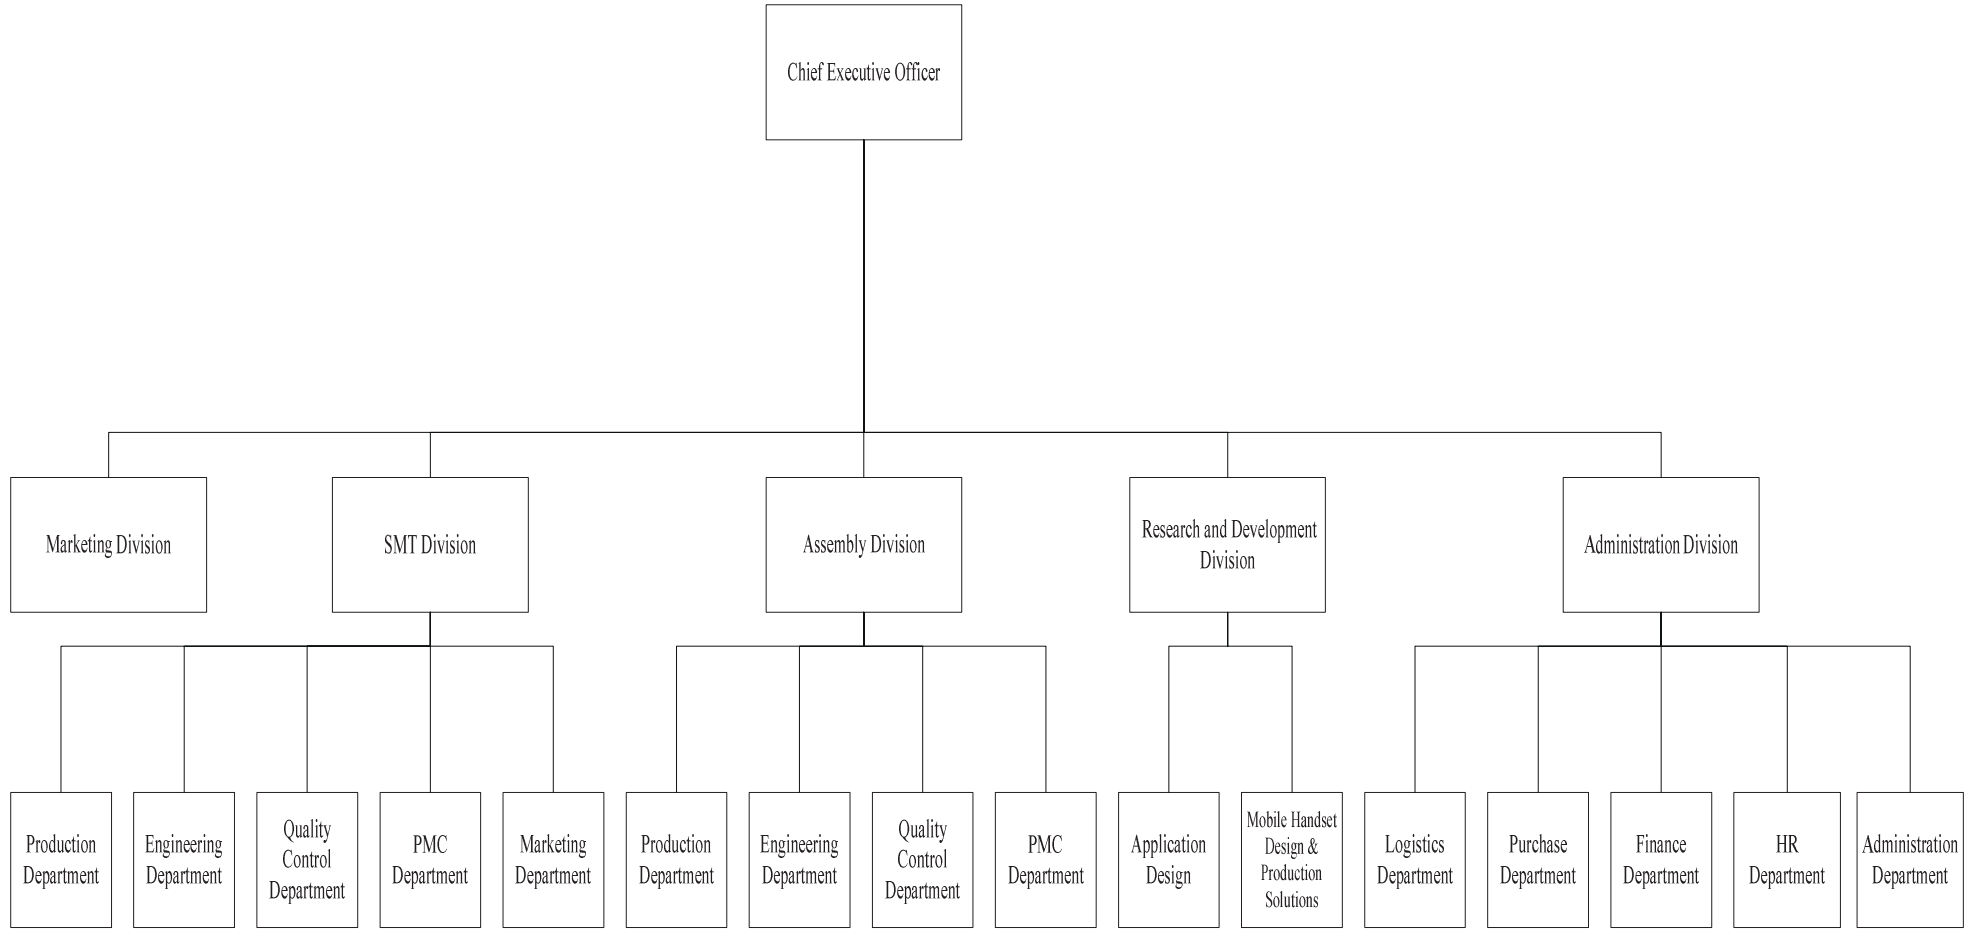 Chief Executive Officer
Marketing Division
SMT Division
Assembly Division
Research and Development
Division
Administration Division
Production
Department
Engineering
Department
Quality
Control
Department
PMC
Department
Marketing
Department
Production
Department
Engineering
Department
Quality
Control
Department
PMC
Department
Application
Design
Mobile Handset
Design &
Production
Solutions
Logistics
Department
Purchase
Department
Finance
Department
HR
Department
Administration
Department